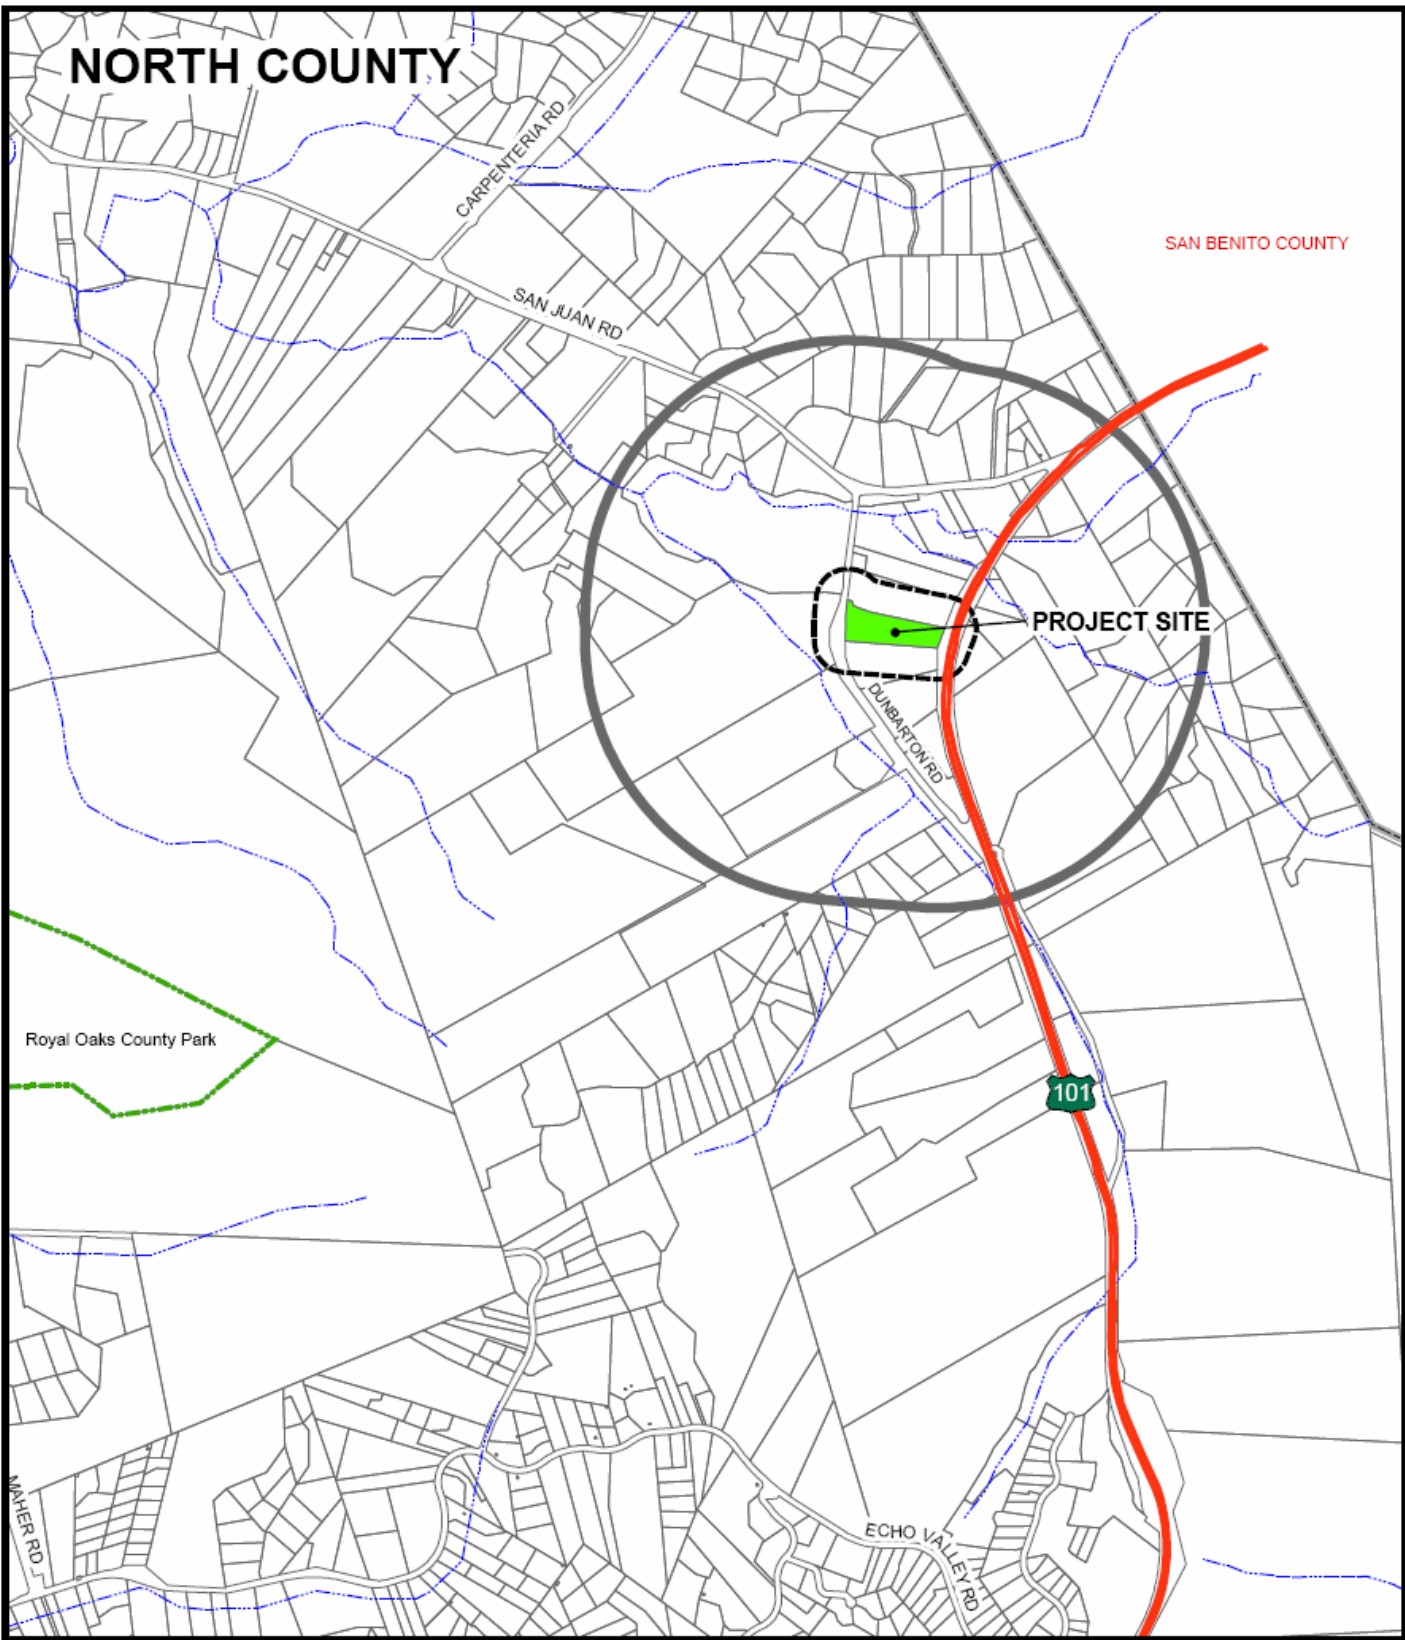 NORTH COUNTY
CARPENTERIA RD
SAN BENITO COUNTY
SAN JUAN RD
PROJECT SITE
DUNBARTON RD
Royal Oaks County Park
101
MAHER RD
ECHO VALLEY RD